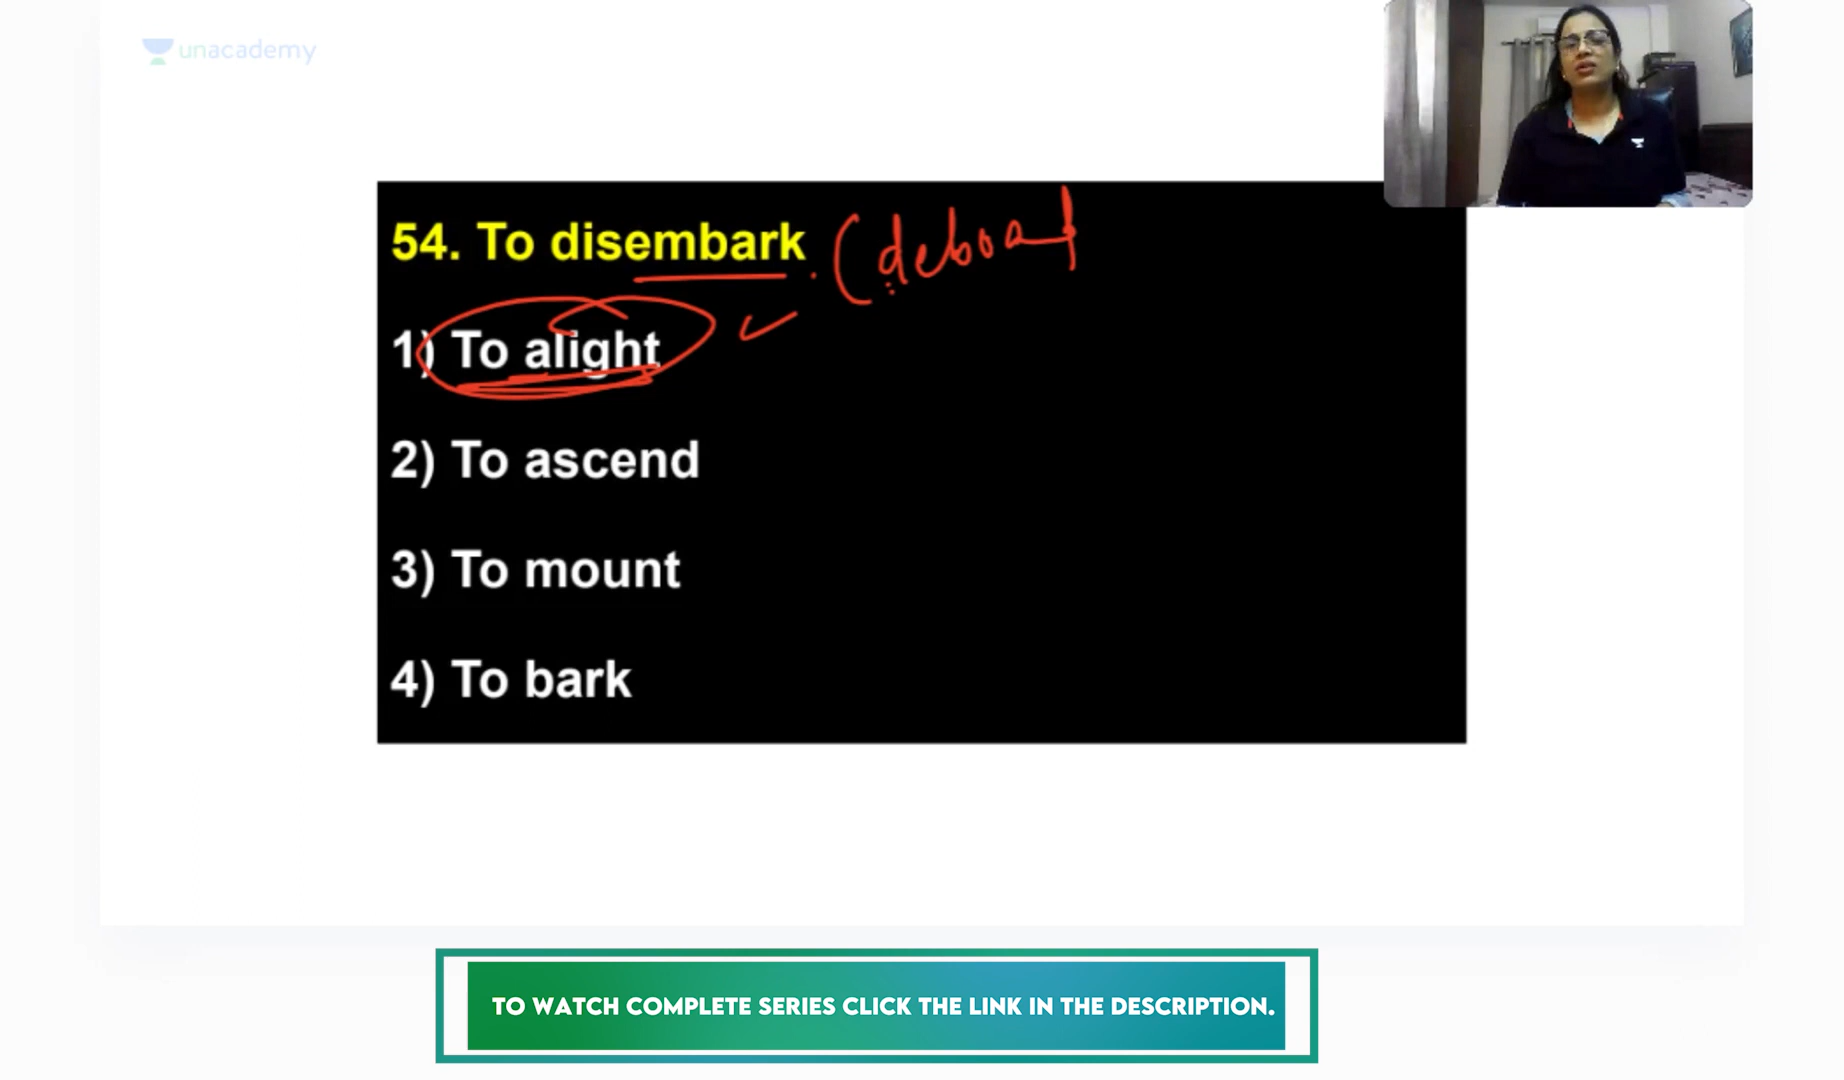 unacademy
54. To disembark (deboa
1) To alight
2) To ascend
3) To mount
4) To bark
TO WATCH COMPLETE SERIES CLICK THE LINK IN THE DESCRIPTION.